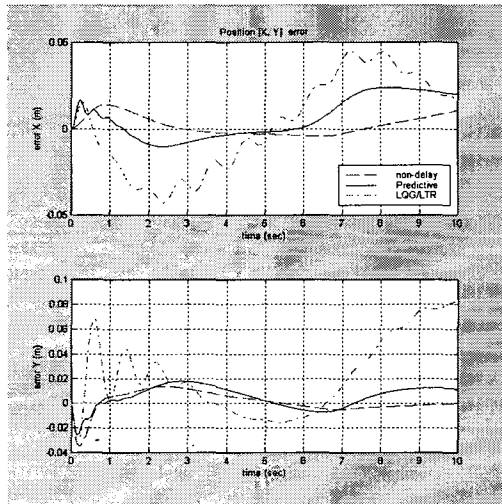 Position [X, Y] error
0.05
error X (m)
0
-0.05
0 1 2 3 4 5 6 7 8 9 10
time (sec)
non-delay
Predictive
LQG/LTR
0.1
0.08
0.06
0.04
0.02
0
-0.02
-0.04
error Y (m)
0 1 2 3 4 5 6 7 8 9 10
time (sec)